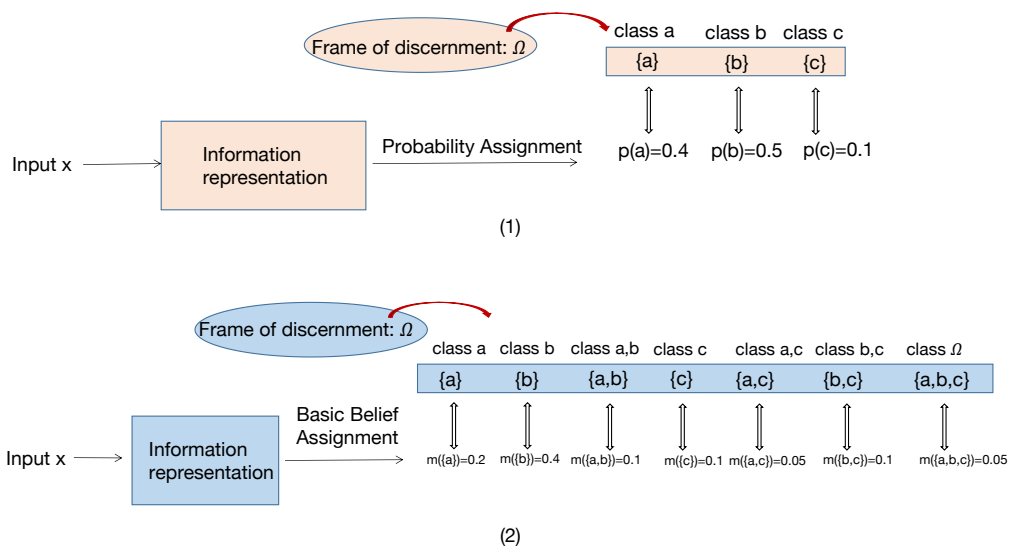 Frame of discernment: Ω
class a class b class c
{a} {b} {c}
Input x
Information
representation
Probability Assignment
p(a)=0.4 p(b)=0.5 p(c)=0.1
(1)
Frame of discernment: Ω
class a class b class a,b class c class a,c class b,c class Ω
{a} {b} {a,b} {c} {a,c} {b,c} {a,b,c}
Input x
Information
representation
Basic Belief
Assignment
m({a})=0.2 m({b})=0.4 m({a,b})=0.1 m({c})=0.1 m({a,c})=0.05 m({b,c})=0.1 m({a,b,c})=0.05
(2)